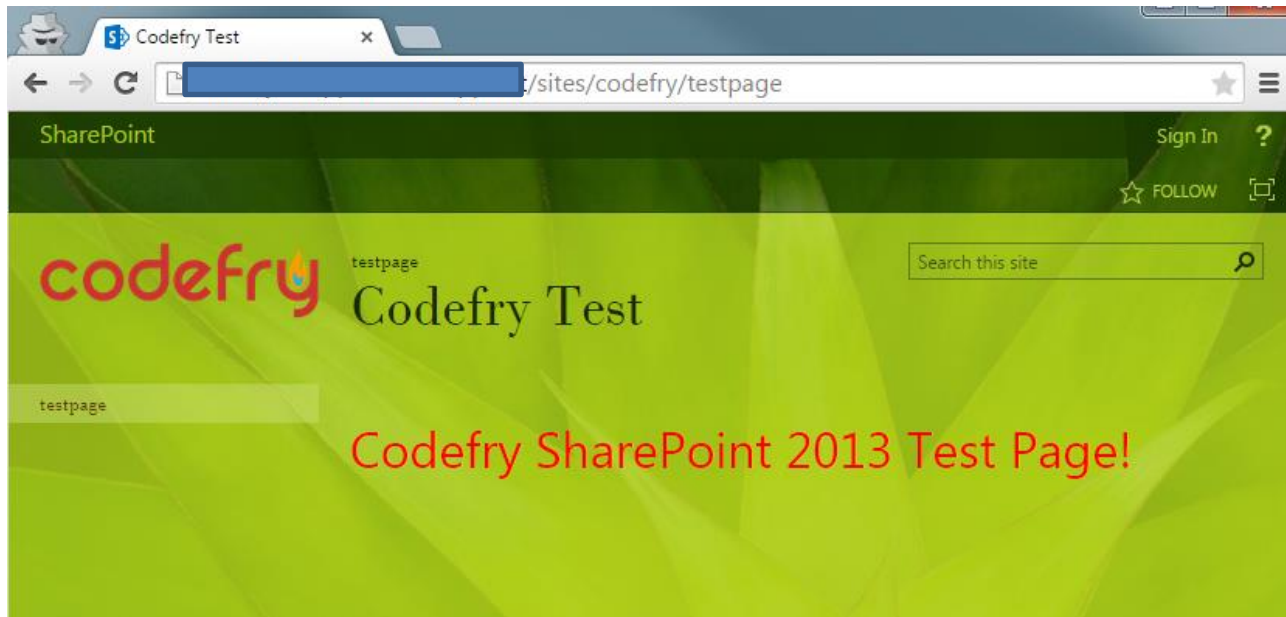 Codefry Test
/sites/codefry/testpage
SharePoint
Sign In ?
FOLLOW
codefry
testpage
Search this site
Codefry Test
testpage
Codefry SharePoint 2013 Test Page!